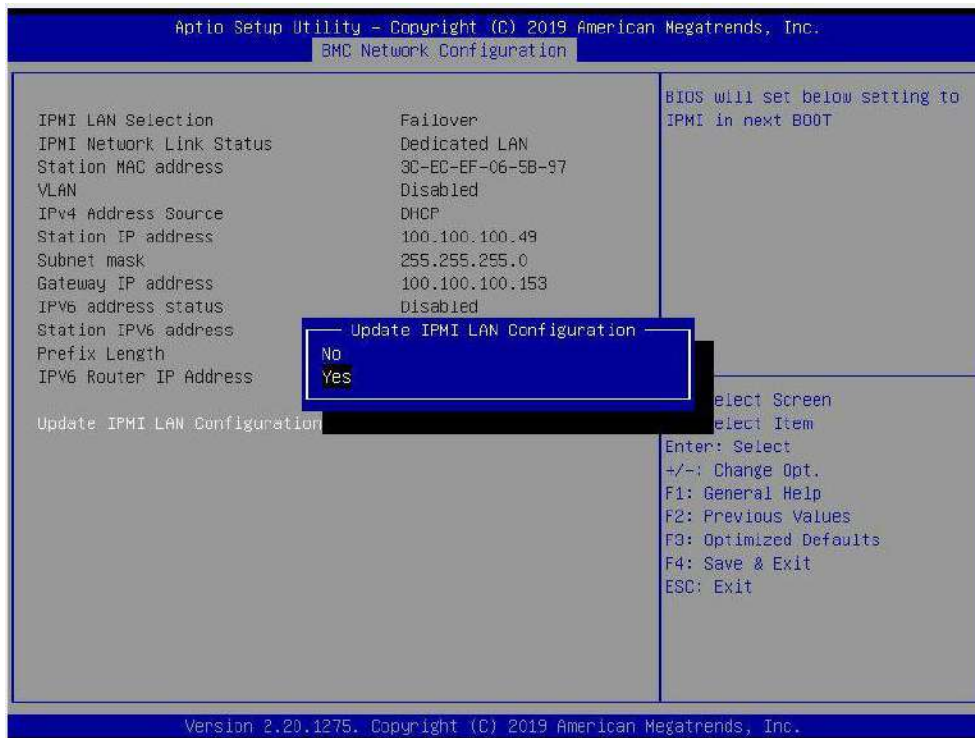 Aptio Setup Utility – Copyright (C) 2019 American Megatrends, Inc.
BMC Network Configuration
IPMI LAN Selection Failover
IPMI Network Link Status Dedicated LAN
Station MAC address 3C-EC-EF-06-5B-97
VLAN Disabled
IPv4 Address Source DHCP
Station IP address 100.100.100.49
Subnet mask 255.255.255.0
Gateway IP address 100.100.100.153
IPV6 address status Disabled
Station IPV6 address
Prefix Length
IPV6 Router IP Address
Update IPMI LAN Configuration
Update IPMI LAN Configuration
No
Yes
BIOS will set below setting to
IPMI in next BOOT
elect Screen
elect Item
Enter: Select
+/-: Change Opt.
F1: General Help
F2: Previous Values
F3: Optimized Defaults
F4: Save & Exit
ESC: Exit
Version 2.20.1275. Copyright (C) 2019 American Megatrends, Inc.